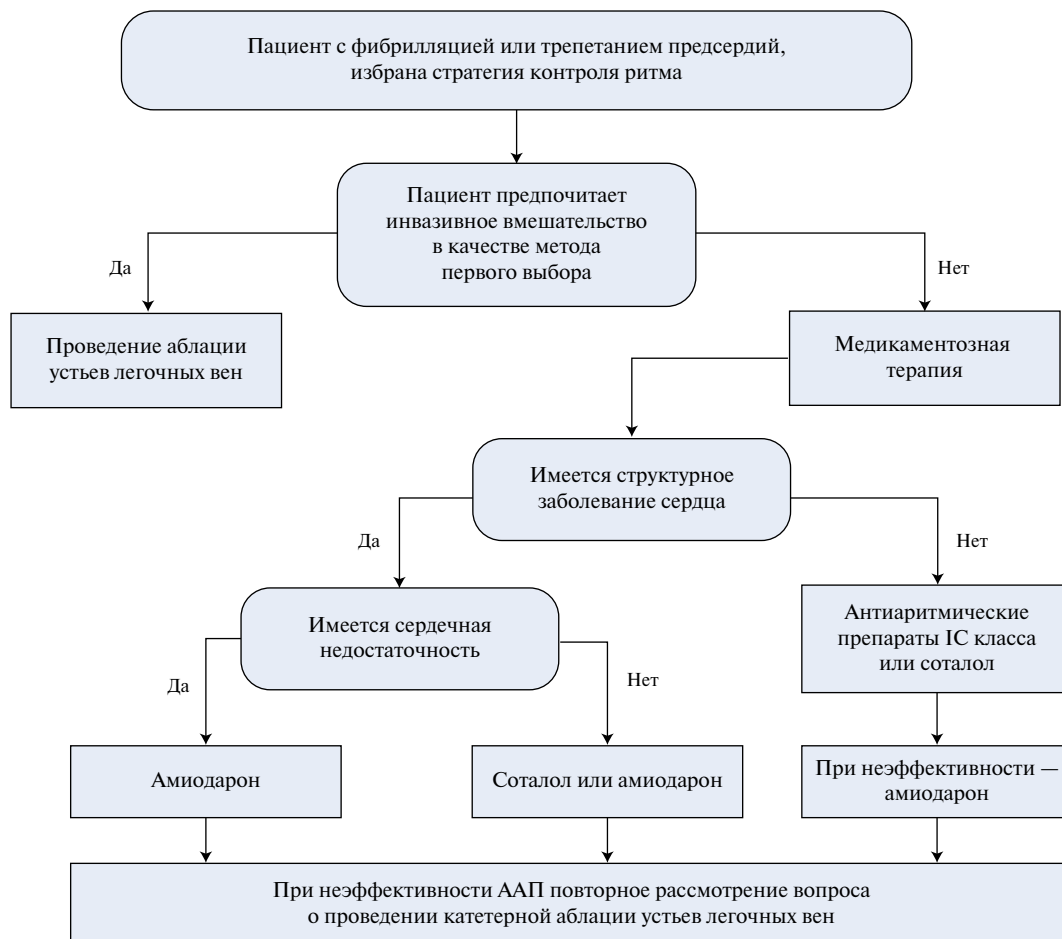 Пациент с фибрилляцией или трепетанием предсердий,
избрана стратегия контроля ритма
Пациент предпочитает
инвазивное вмешательство
в качестве метода
первого выбора
Да
Нет
Проведение аблации
устьев легочных вен
Медикаментозная
терапия
Имеется структурное
заболевание сердца
Да
Нет
Имеется сердечная
недостаточность
Антиаритмические
препараты IC класса
или соталол
Да
Нет
Амиодарон
Соталол или амиодарон
При неэффективности —
амиодарон
При неэффективности ААП повторное рассмотрение вопроса
о проведении катетерной аблации устьев легочных вен